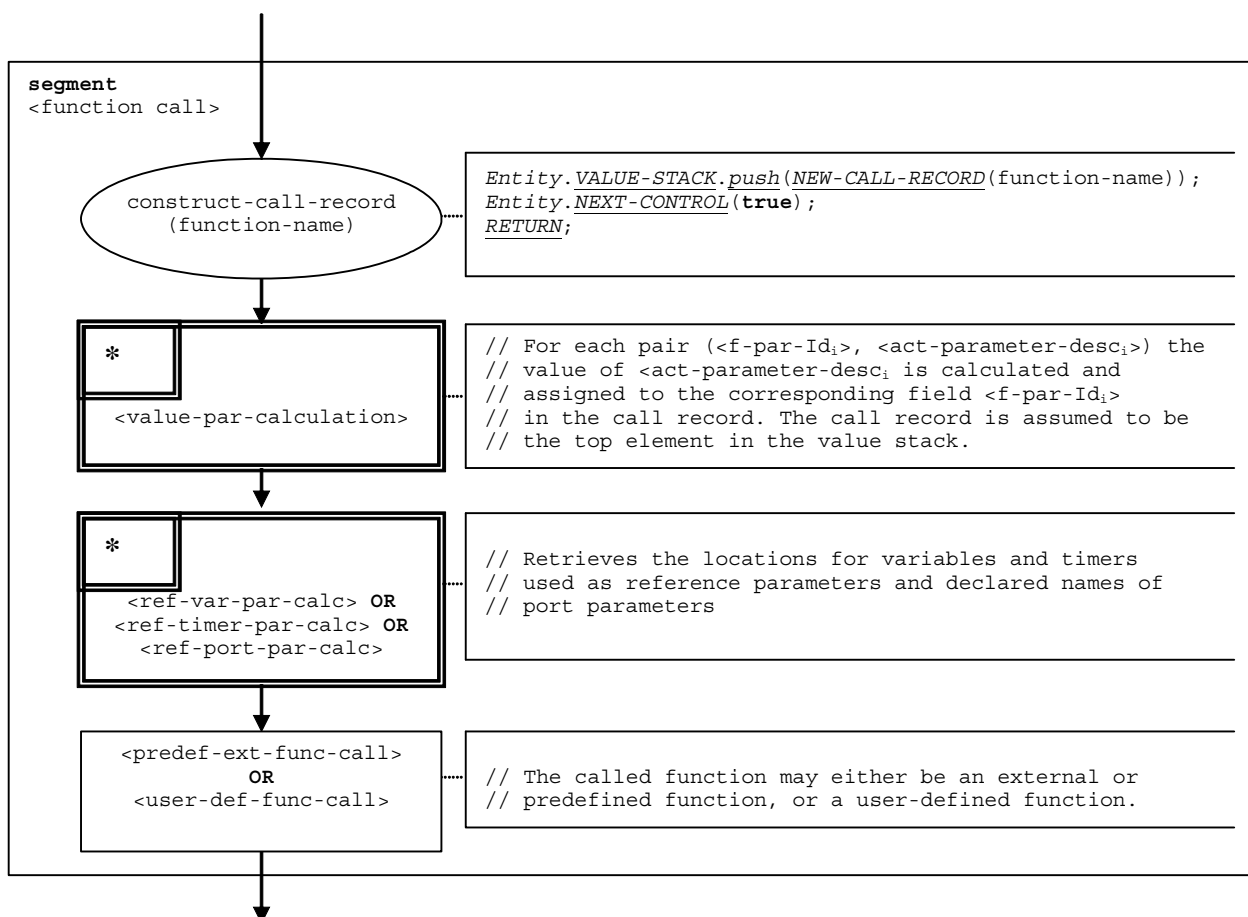 segment
<function call>
construct-call-record
(function-name)
Entity.VALUE-STACK.push(NEW-CALL-RECORD(function-name));
Entity.NEXT-CONTROL(true);
RETURN;
*
<value-par-calculation>
// For each pair (<f-par-Idi>, <act-parameter-desci>) the
// value of <act-parameter-desci is calculated and
// assigned to the corresponding field <f-par-Idi>
// in the call record. The call record is assumed to be
// the top element in the value stack.
*
<ref-var-par-calc> OR
<ref-timer-par-calc> OR
<ref-port-par-calc>
// Retrieves the locations for variables and timers
// used as reference parameters and declared names of
// port parameters
<predef-ext-func-call>
OR
<user-def-func-call>
// The called function may either be an external or
// predefined function, or a user-defined function.